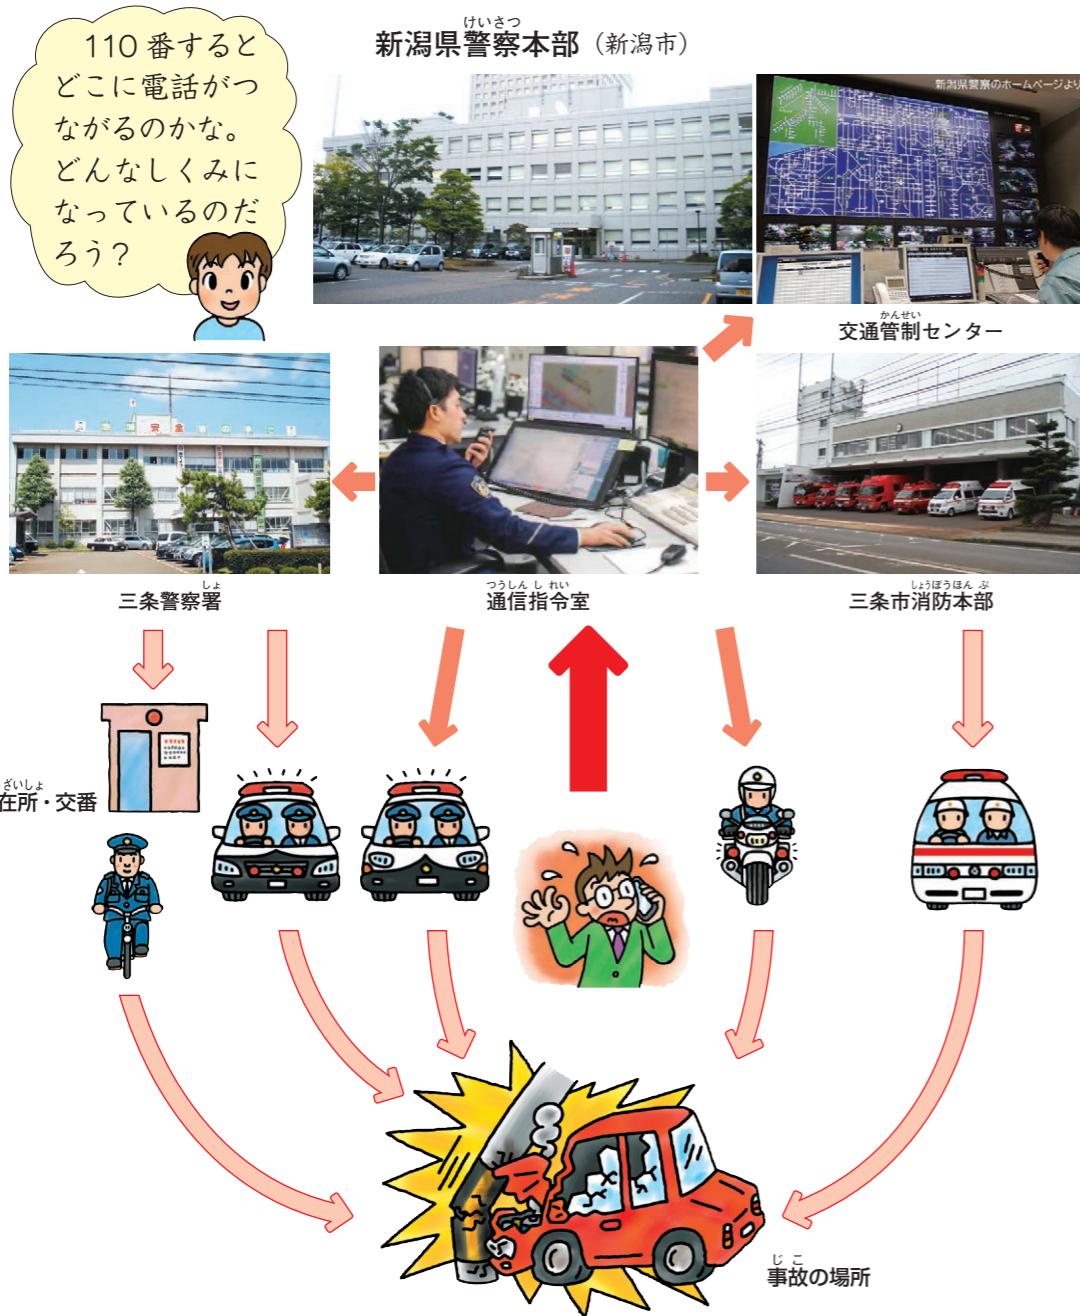 110番すると
どこに電話がつ
ながるのかな。
どんなしくみに
なっているのだ
ろう？
けいさつ
新潟県警察本部（新潟市）
新潟県警察のホームページより
かんせい
交通管制センター
しょ
三条警察署
つうしんしれい
通信指令室
しょうぼうほんぶ
三条市消防本部
ざいしょ
在所・交番
じこ
事故の場所